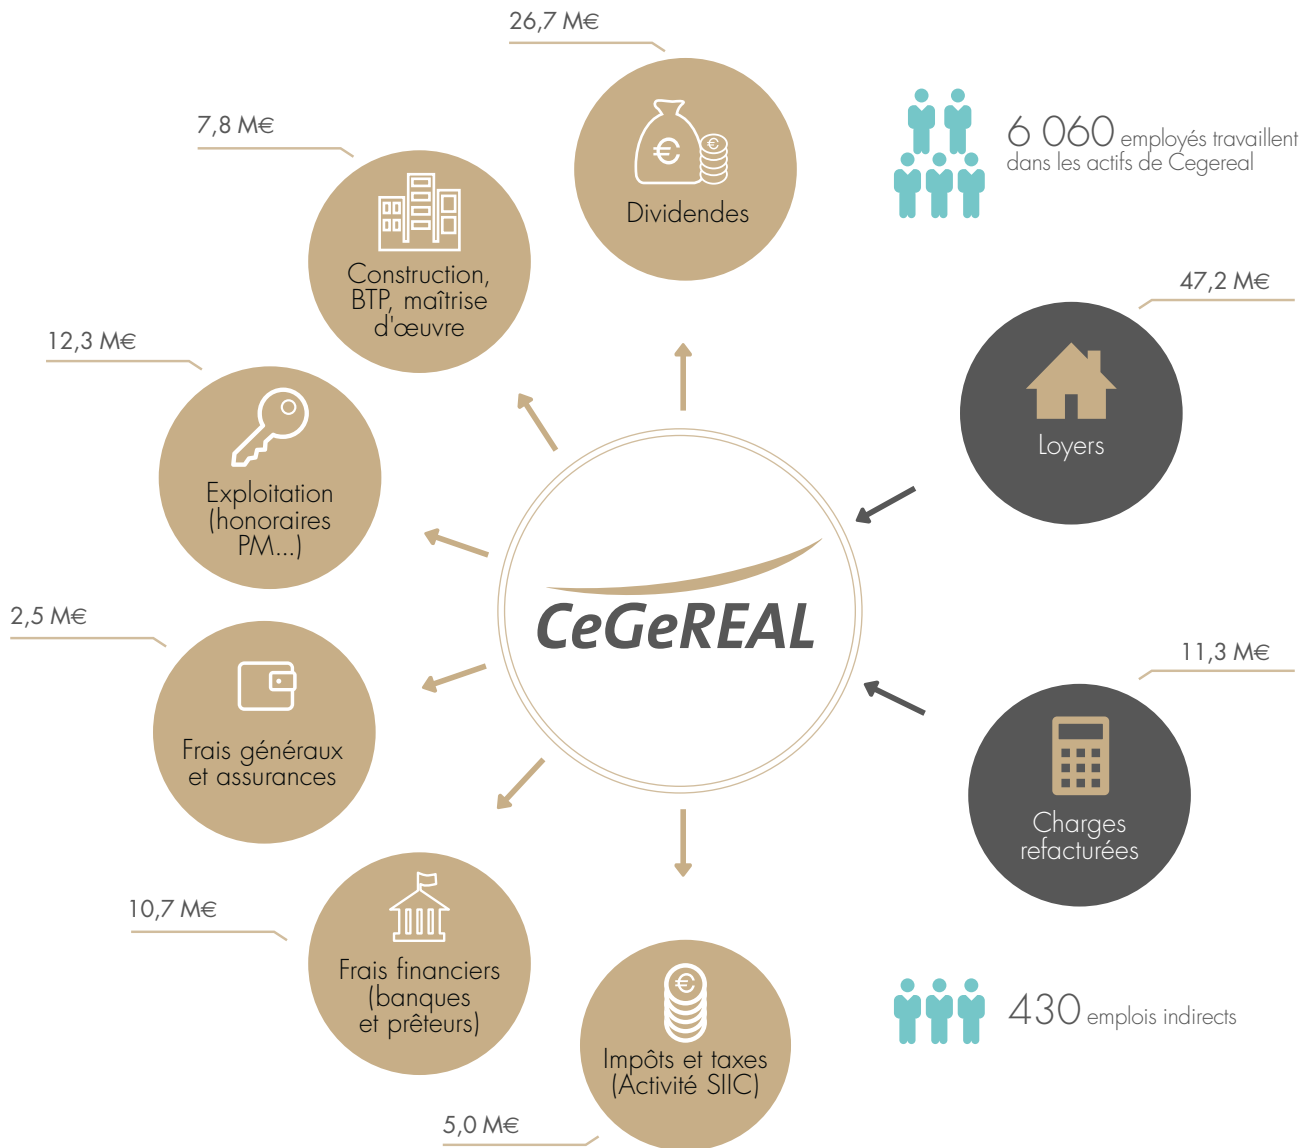 26,7 M€
Dividendes
7,8 M€
Construction,
BTP, maîtrise
d'œuvre
12,3 M€
Exploitation
(honoraires
PM...)
2,5 M€
Frais généraux
et assurances
10,7 M€
Frais financiers
(banques
et prêteurs)
Impôts et taxes
(Activité SIIC)
5,0 M€
CeGeREAL
6 060 employés travaillent
dans les actifs de Cegereal
47,2 M€
Loyers
11,3 M€
Charges
refacturées
430 emplois indirects